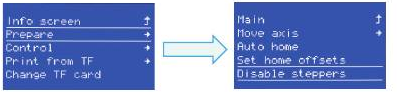 Info screen
Prepare
Control
Print from TF
Change TF card
Main
Move axis
Auto home
Set home offsets
Disable steppers